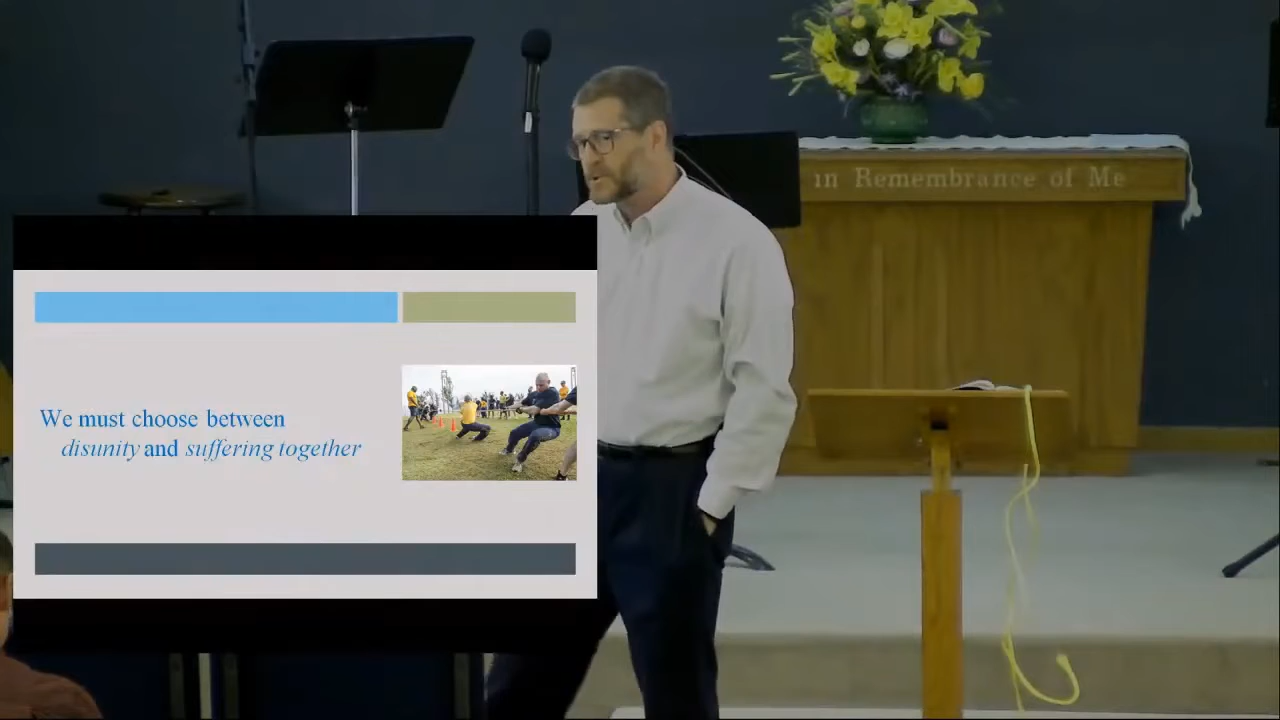 in Remembrance of Me
We must choose between
disunity and suffering together